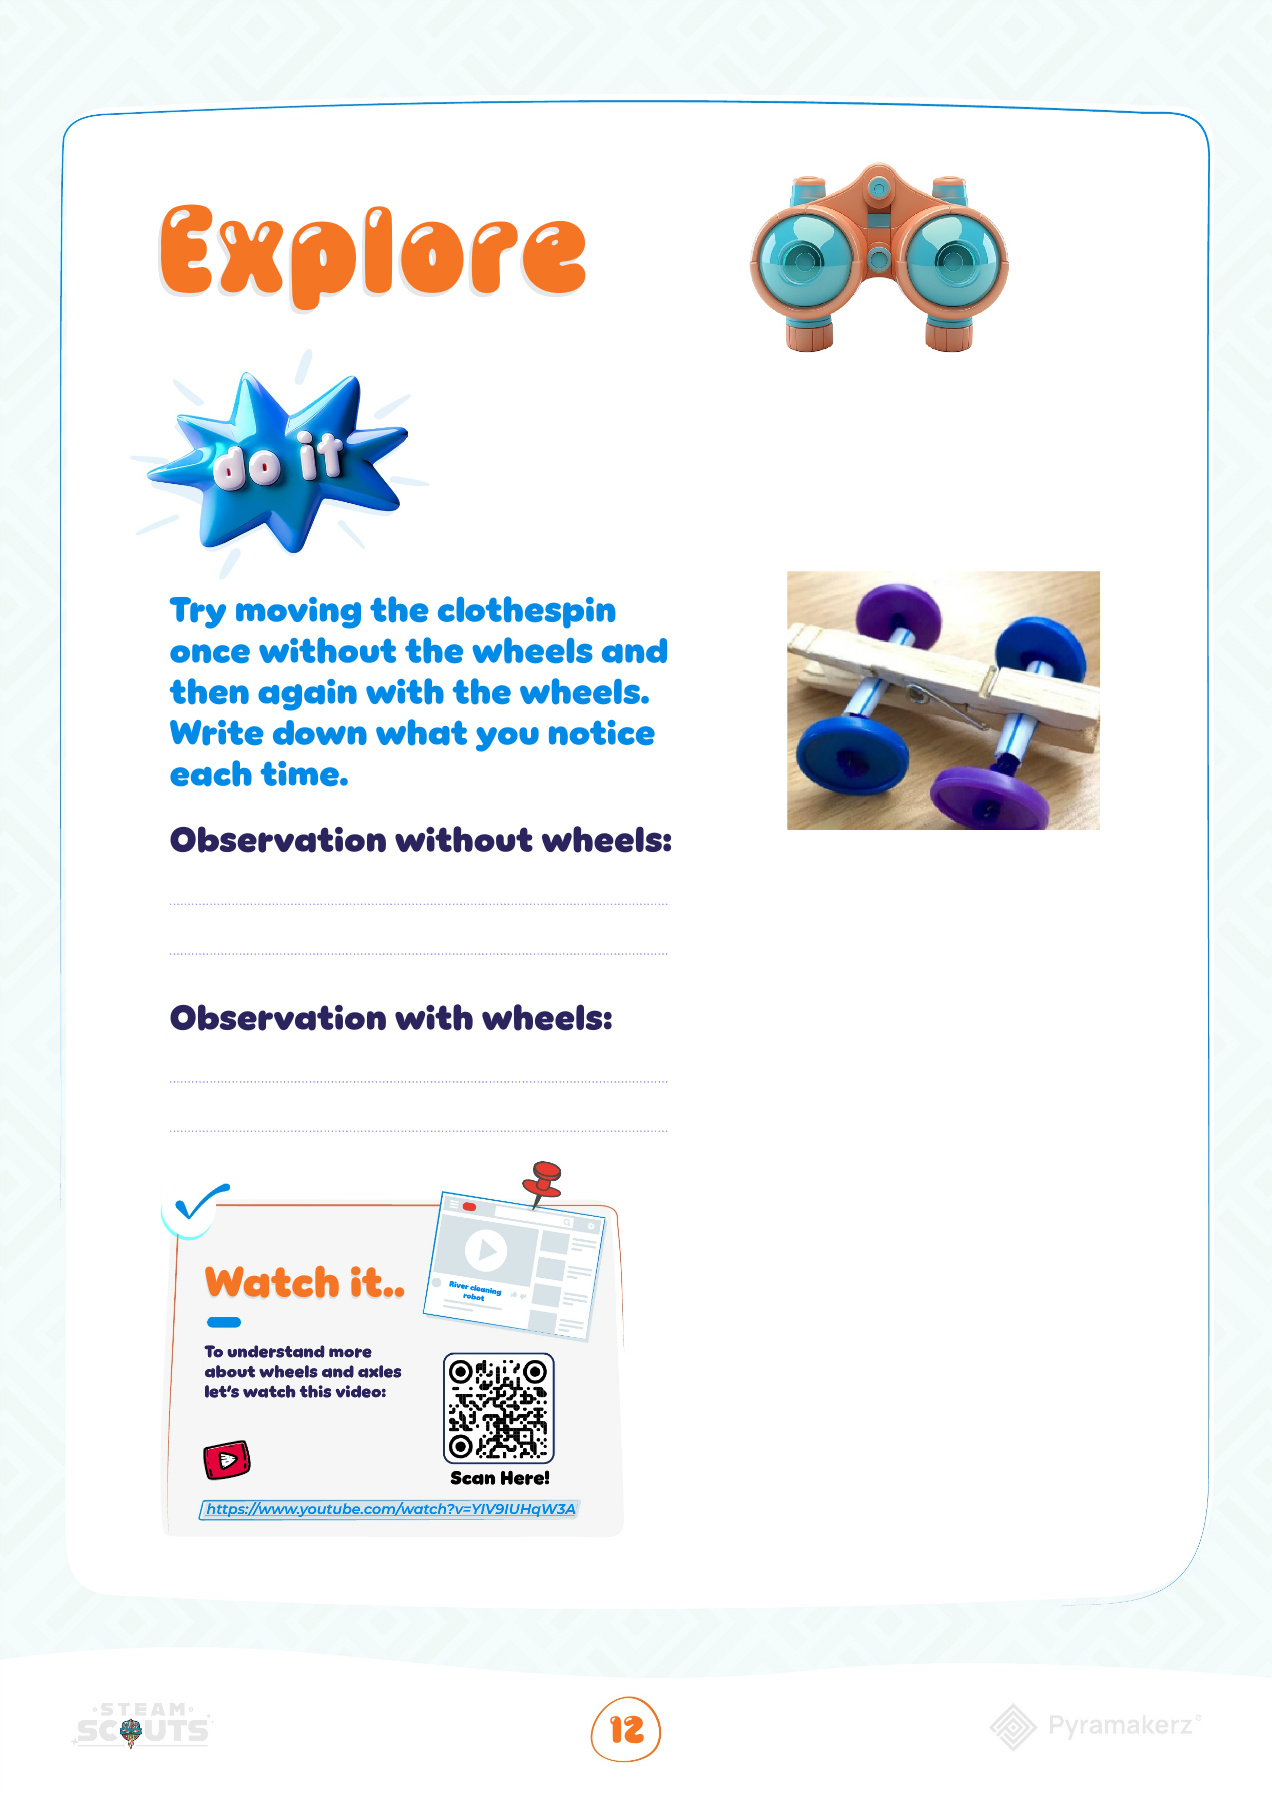 Explore
do it
Try moving the clothespin
once without the wheels and
then again with the wheels.
Write down what you notice
each time.
Observation without wheels:
Observation with wheels:
River cleaning
robot
Watch it..
To understand more
about wheels and axles
let's watch this video:
Scan Here!
https://www.youtube.com/watch?v=YlV9IUHqW3A
STEAM
SCOUTS
12
Pyramakerz